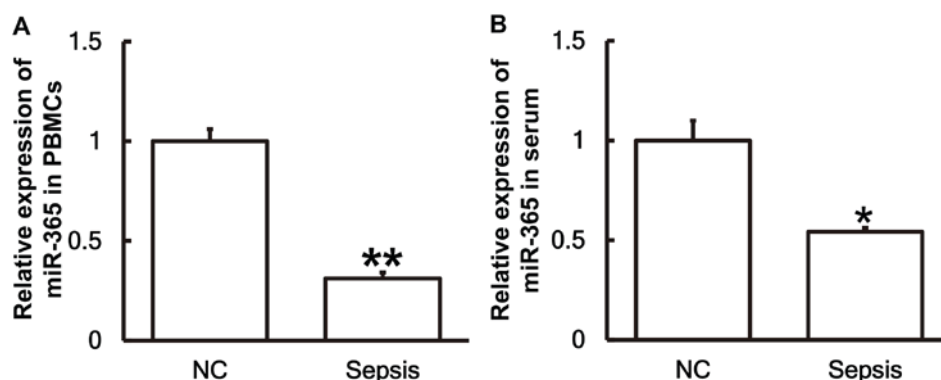 A
Relative expression of
miR-365 in PBMCs
1.5
1
0.5
0
**
NC
Sepsis
B
Relative expression of
miR-365 in serum
1.5
1
0.5
0
*
NC
Sepsis